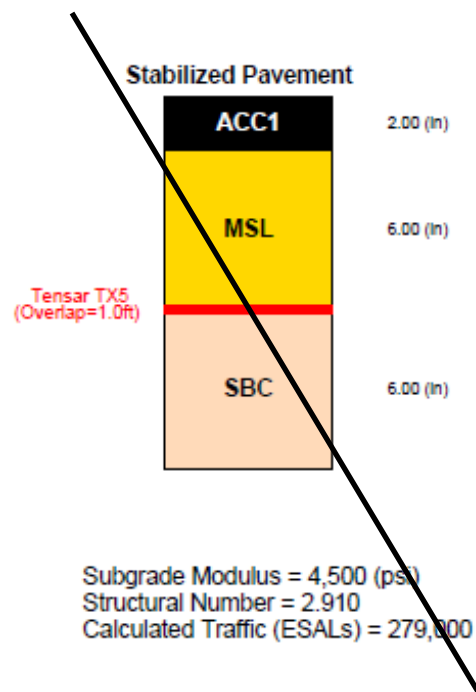 Stabilized Pavement
ACC1
2.00 (in)
MSL
6.00 (in)
Tensar TX5
(Overlap=1.0ft)
SBC
6.00 (in)
Subgrade Modulus = 4,500 (psi)
Structural Number = 2.910
Calculated Traffic (ESALs) = 279,000